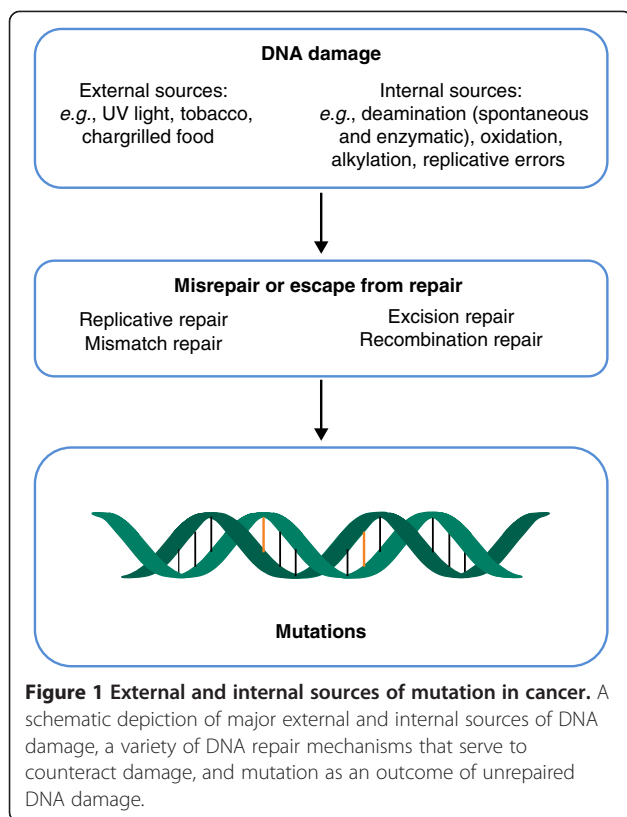 DNA damage
External sources:
e.g., UV light, tobacco,
chargrilled food
Internal sources:
e.g., deamination (spontaneous
and enzymatic), oxidation,
alkylation, replicative errors
Misrepair or escape from repair
Replicative repair
Mismatch repair
Excision repair
Recombination repair
Mutations
Figure 1 External and internal sources of mutation in cancer. A
schematic depiction of major external and internal sources of DNA
damage, a variety of DNA repair mechanisms that serve to
counteract damage, and mutation as an outcome of unrepaired
DNA damage.